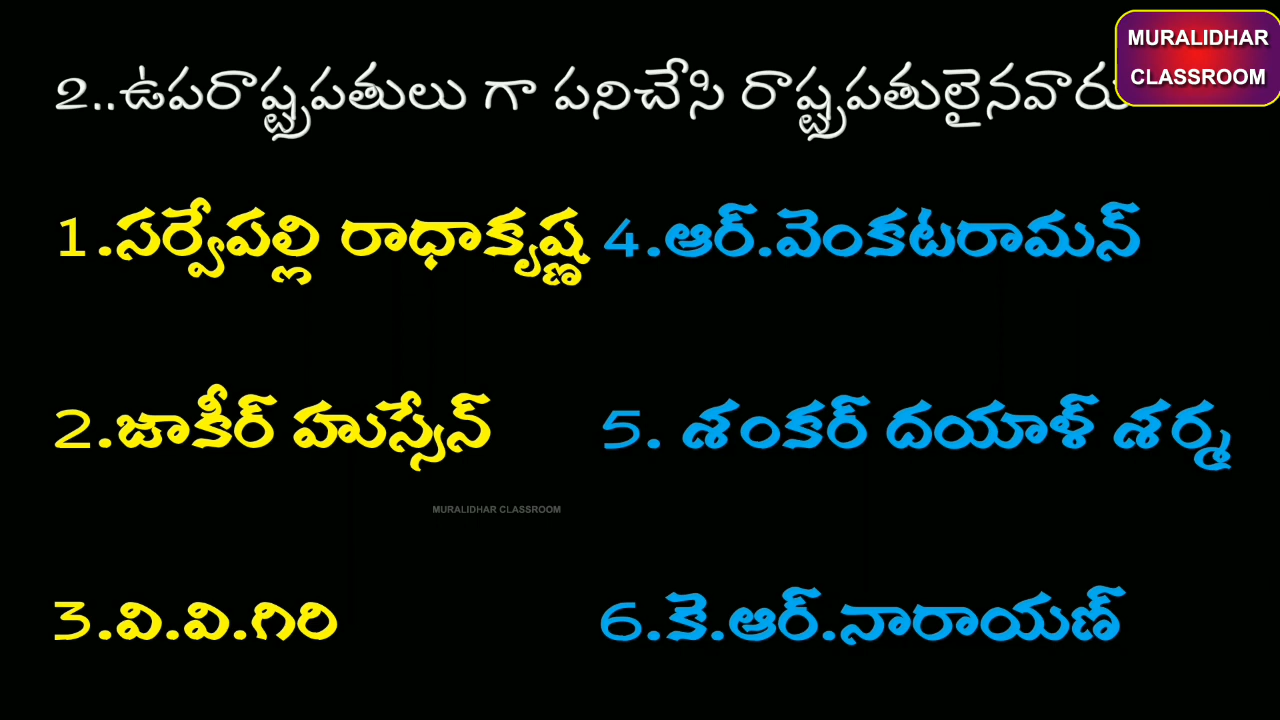 MURALIDHAR
CLASSROOM
2..ఉపరాష్ట్రపతులు గా పనిచేసి రాష్ట్రపతులైనవారు
1.సర్వేపల్లి రాధాకృష్ణ
4.ఆర్.వెంకటరామన్
2.జాకీర్ హుస్సేన్
5. శంకర్ దయాళ్ శర్మ
MURALIDHAR CLASSROOM
3.వి.వి.గిరి
6.కె.ఆర్.నారాయణ్